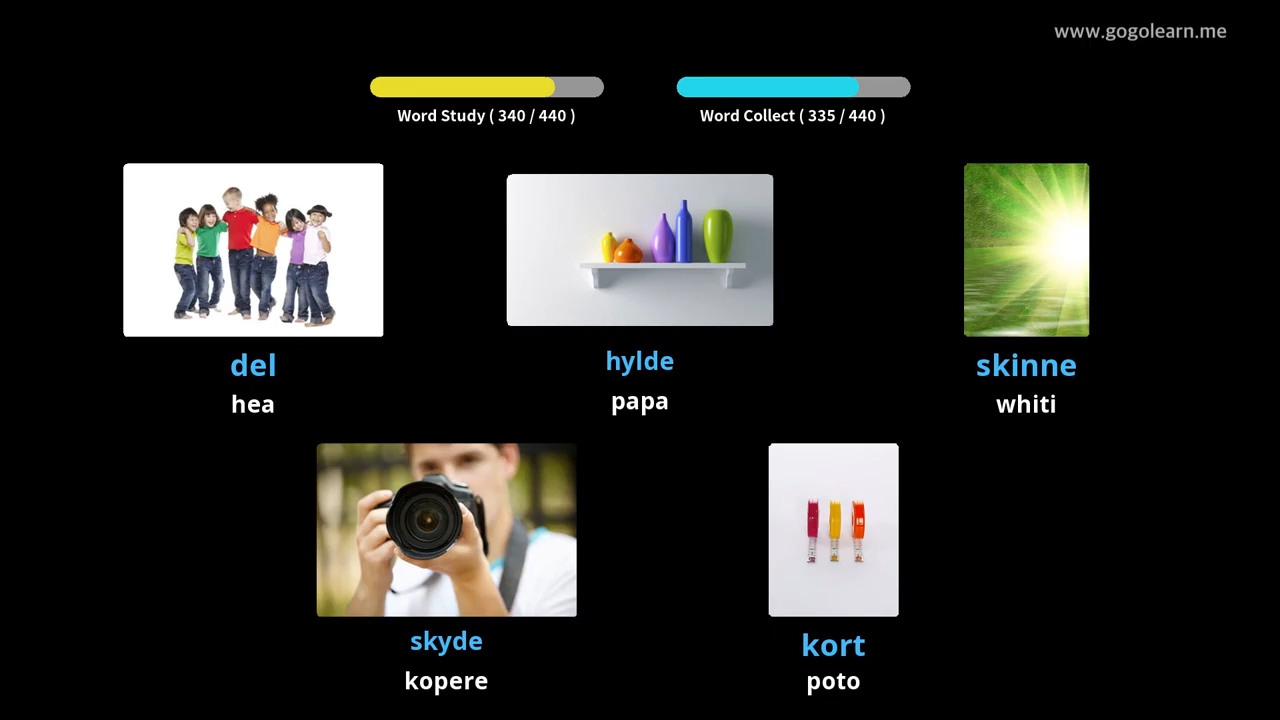 www.gogolearn.me
Word Study ( 340 / 440 )
Word Collect ( 335 / 440 )
del
hea
hylde
papa
skinne
whiti
skyde
kopere
kort
poto